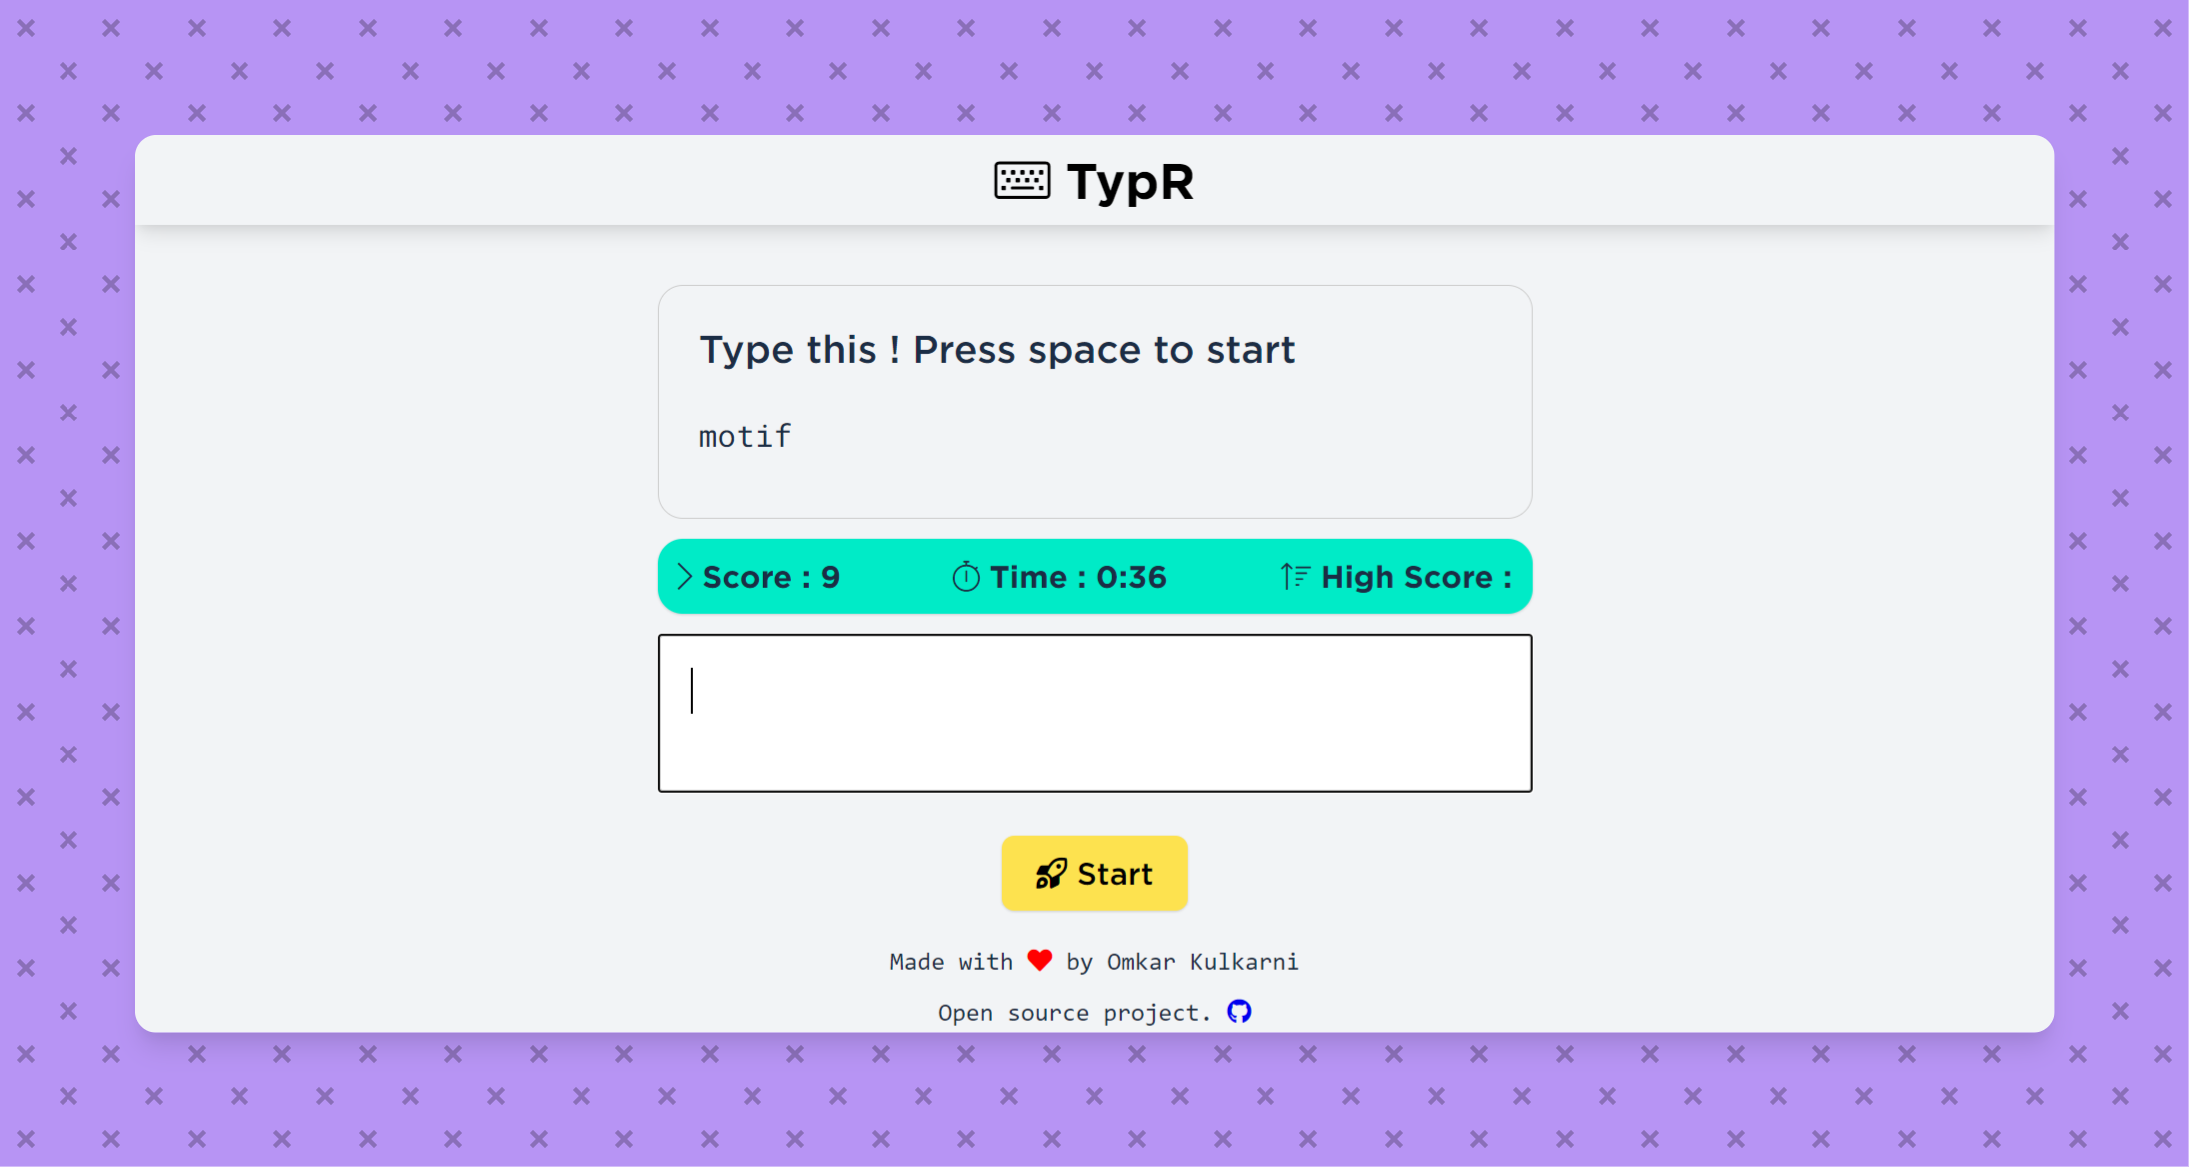 TypR
Type this ! Press space to start
motif
Score : 9 Time : 0:36 High Score :
Start
Made with by Omkar Kulkarni
Open source project.